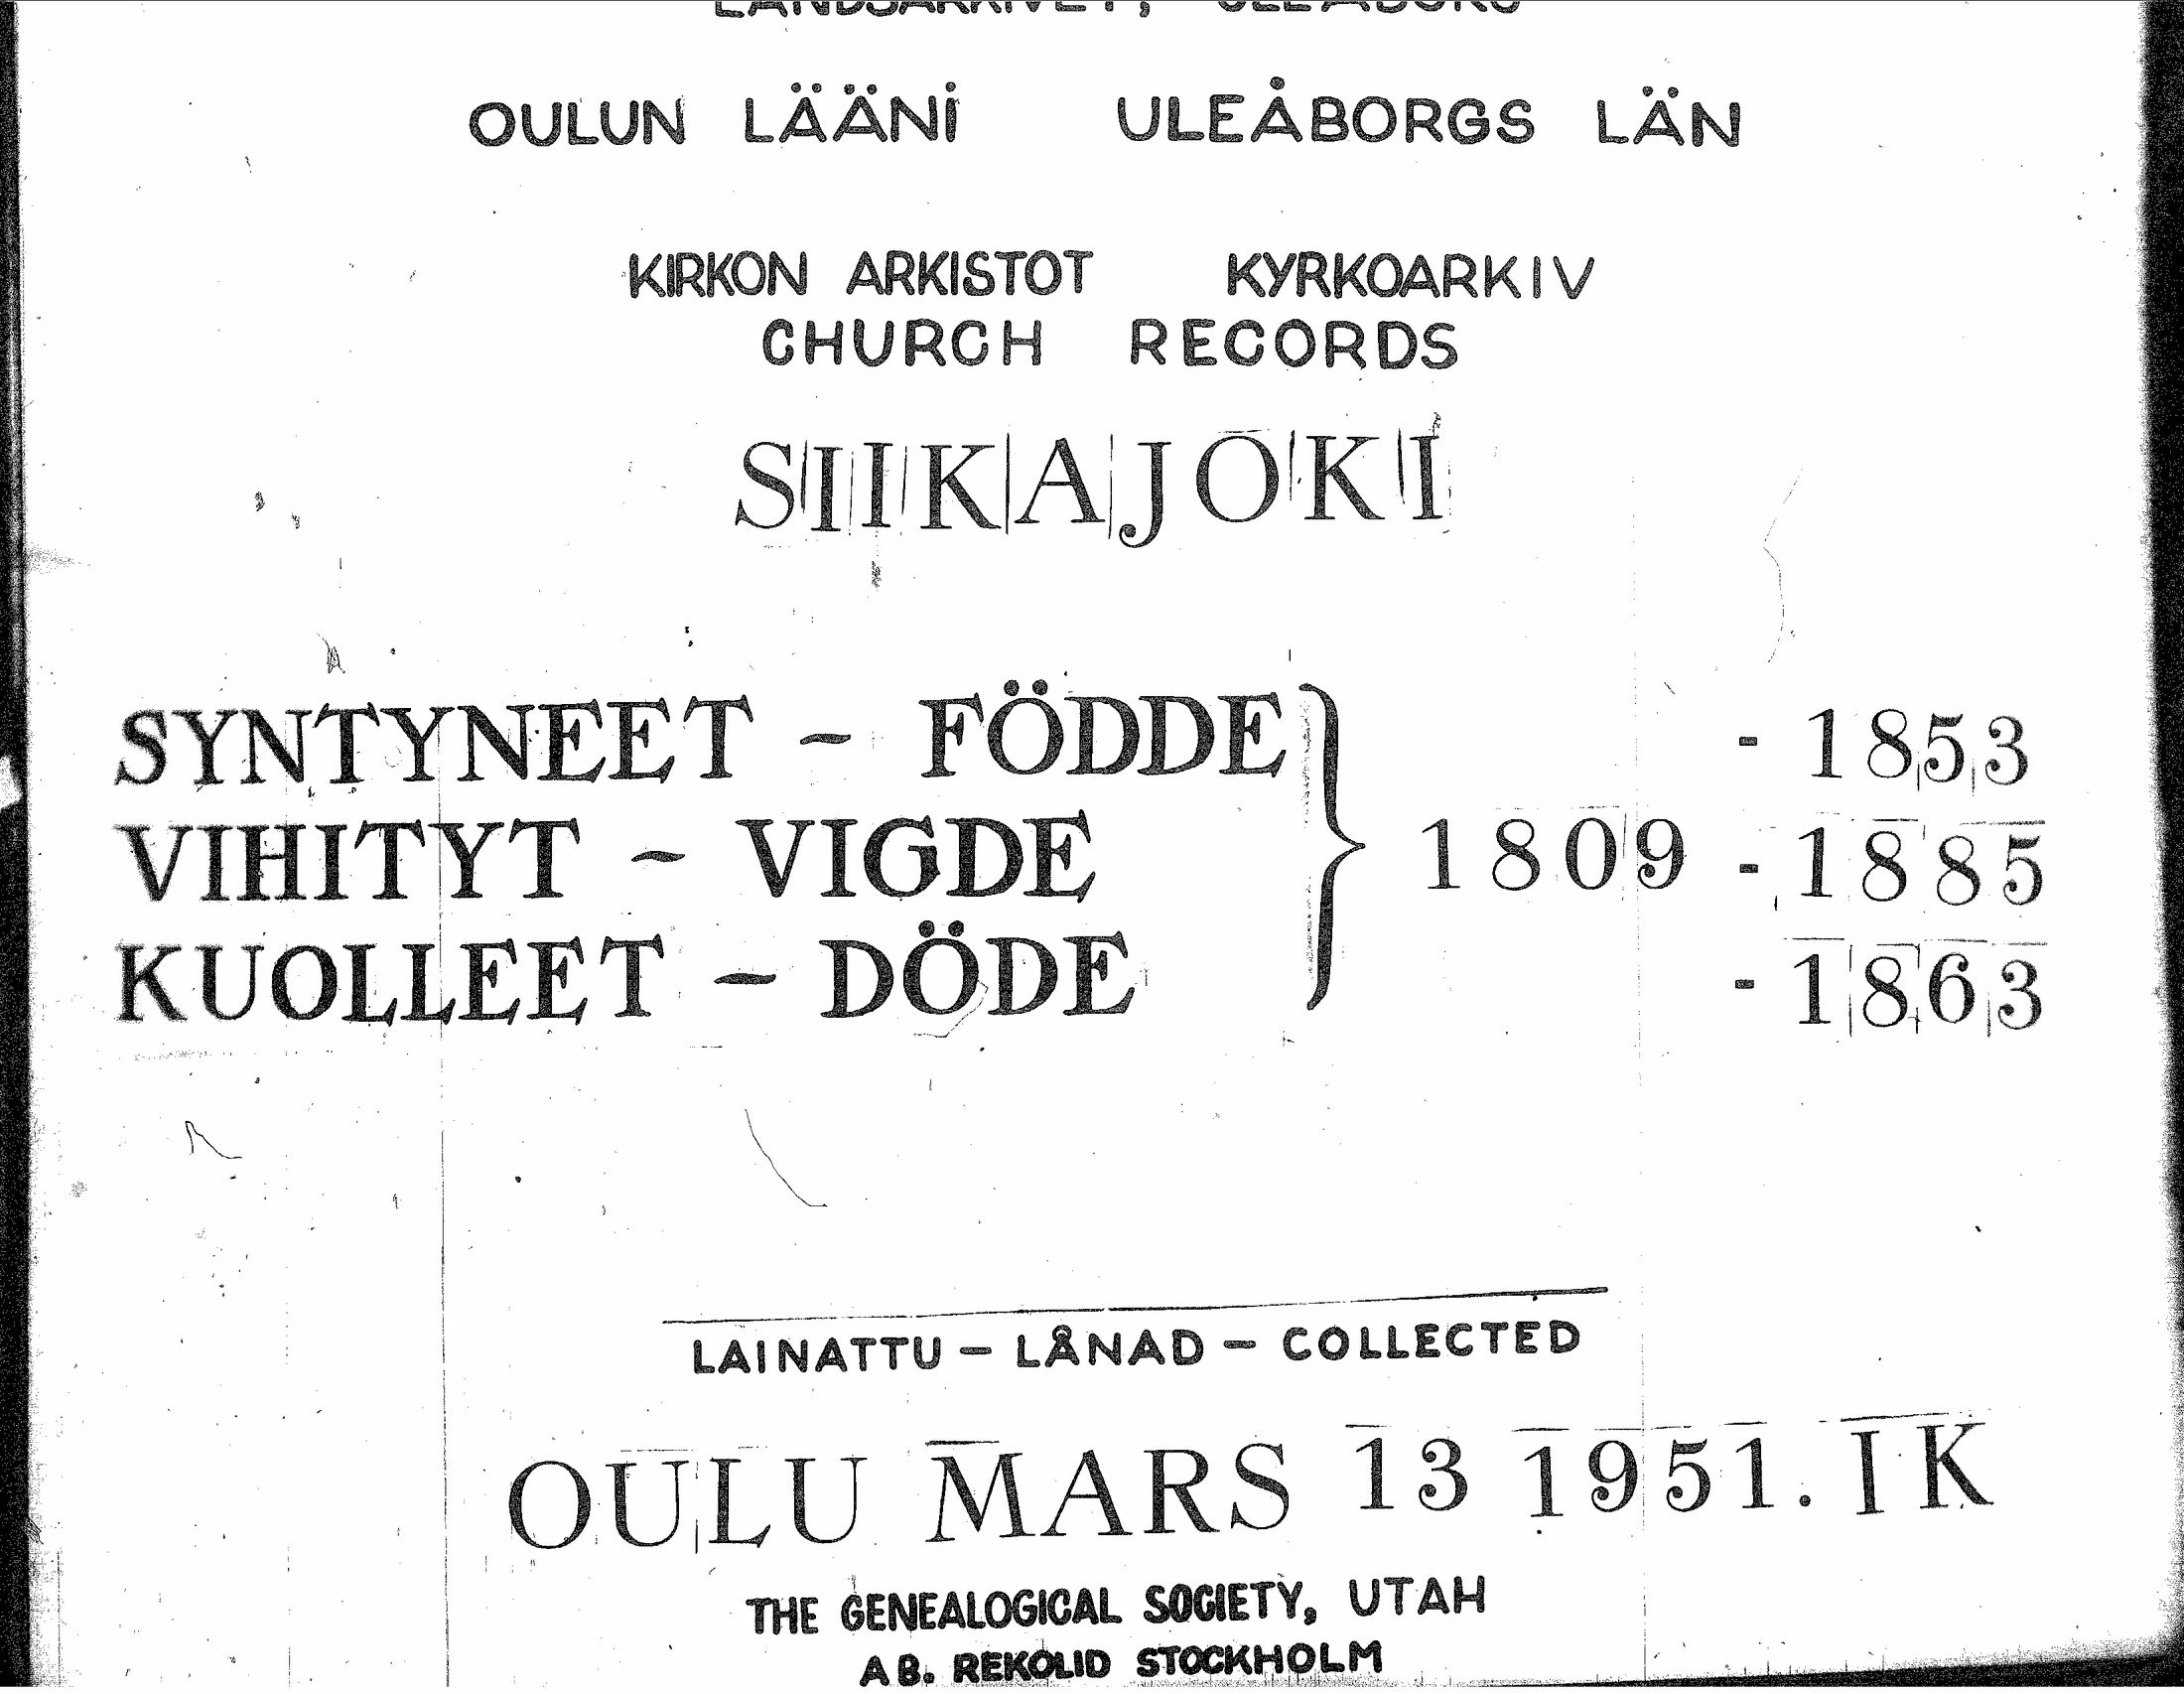 OULUN LÄÄNI ULEÅBORGS LÄN
KIRKON ARKISTOT KYRKOARKIV
CHURCH RECORDS
SIIKAJOKI
SYNTYNEET - FÖDDE - 1853
VIHITYT - VIGDE 1809 - 1885
KUOLLEET - DÖDE - 1863
LAINATTU - LÅNAD - COLLECTED
OULU MARS 13 1951. IK
THE GENEALOGICAL SOCIETY, UTAH
AB. REKOLID STOCKHOLM